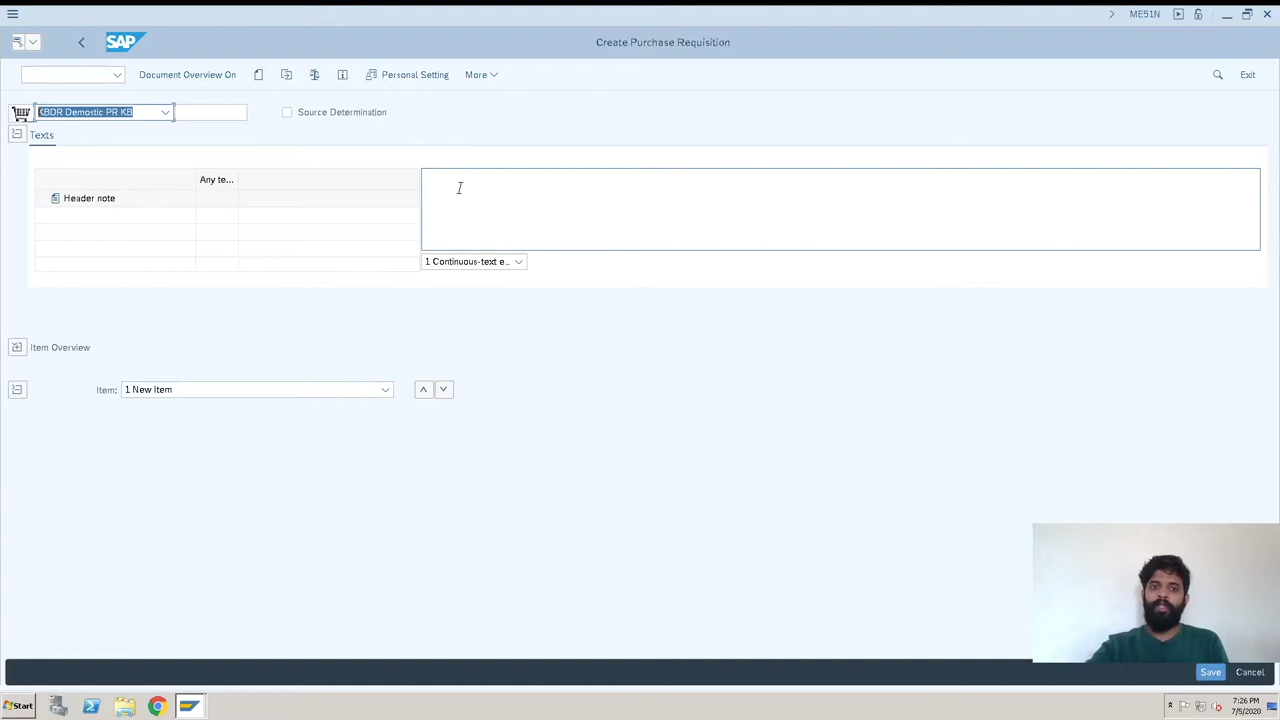 ME51N
SAP
Create Purchase Requisition
Document Overview On
Personal Setting
More
Exit
KBDR Demostic PR KB
Source Determination
Texts
Any te...
Header note
1 Continuous-text e...
Item Overview
Item:
1 New Item
Save
Cancel
Start
7:26 PM
7/5/2020